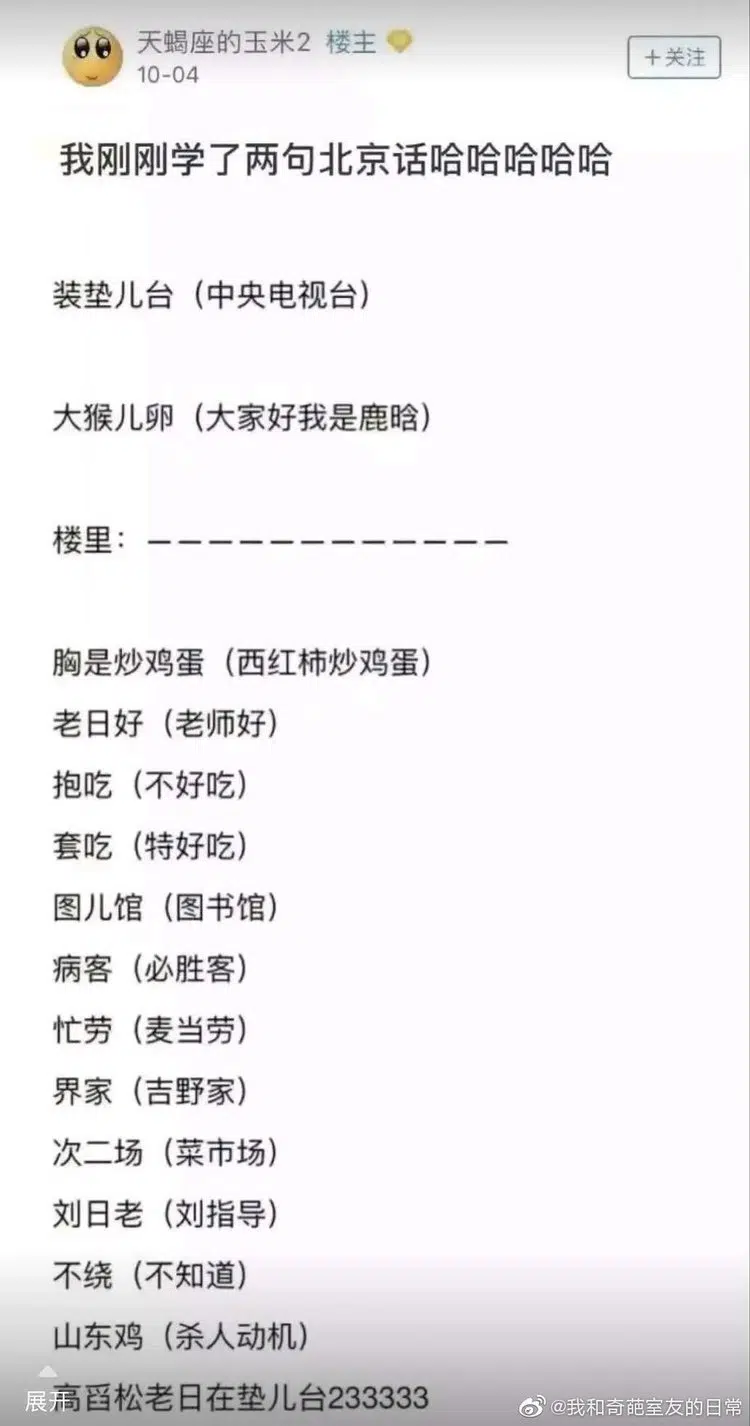 天蝎座的玉米2 楼主
10-04
+关注
我刚刚学了两句北京话哈哈哈哈哈
装垫儿台（中央电视台）
大猴儿卵（大家好我是鹿晗）
楼里：————————————
胸是炒鸡蛋（西红柿炒鸡蛋）
老日好（老师好）
抱吃（不好吃）
套吃（特好吃）
图儿馆（图书馆）
病客（必胜客）
忙劳（麦当劳）
界家（吉野家）
次二场（菜市场）
刘日老（刘指导）
不绕（不知道）
山东鸡（杀人动机）
高晓松老日在垫儿台233333
展开
@我和奇葩室友的日常